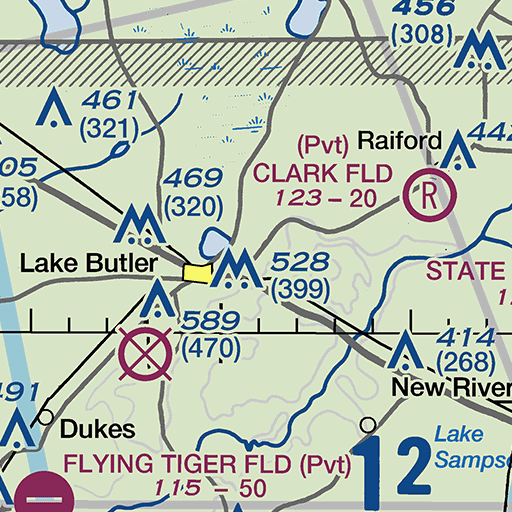 456
(308)
461
(321)
Raiford
442
(Pvt)
CLARK FLD
123 – 20
R
05
58)
469
(320)
Lake Butler
528
(399)
STATE
589
(470)
414
(268)
New River
491
Dukes
FLYING TIGER FLD (Pvt)
115 – 50
12
Lake
Samps